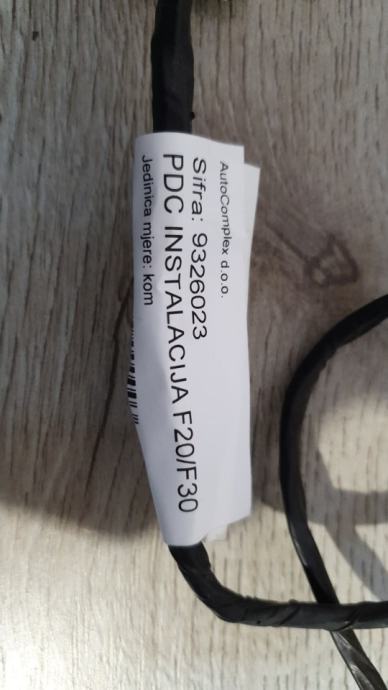 AutoComplex d.o.o.
Sifra: 9326023
PDC INSTALACIJA F20/F30
Jedinica mjere: kom